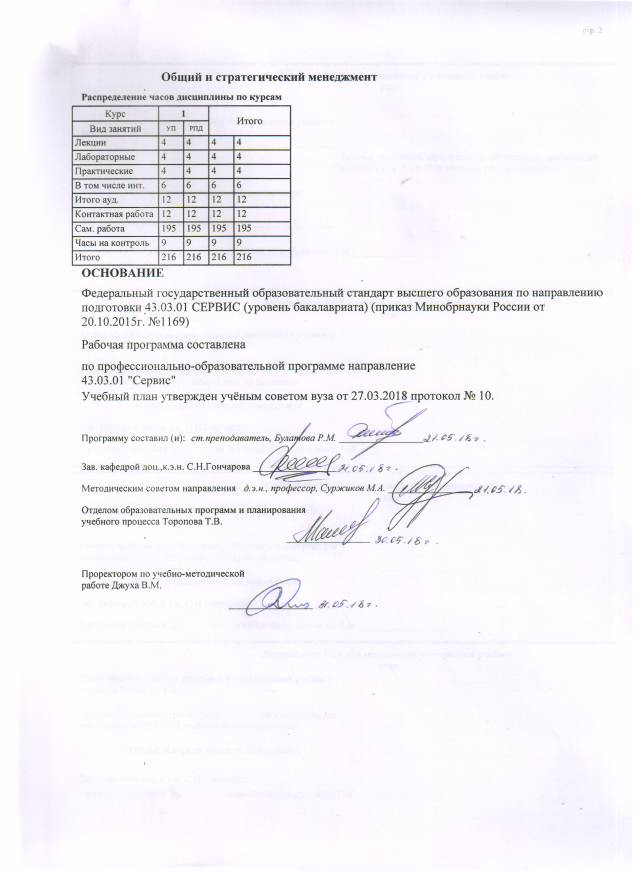 стр. 2
Общий и стратегический менеджмент
Распределение часов дисциплины по курсам
Курс 1 Итого
Вид занятий УП РПД
Лекции 4 4 4 4
Лабораторные 4 4 4 4
Практические 4 4 4 4
В том числе инт. 6 6 6 6
Итого ауд. 12 12 12 12
Контактная работа 12 12 12 12
Сам. работа 195 195 195 195
Часы на контроль 9 9 9 9
Итого 216 216 216 216
ОСНОВАНИЕ
Федеральный государственный образовательный стандарт высшего образования по направлению
подготовки 43.03.01 СЕРВИС (уровень бакалавриата) (приказ Минобрнауки России от
20.10.2015г. №1169)
Рабочая программа составлена
по профессионально-образовательной программе направление
43.03.01 "Сервис"
Учебный план утвержден учёным советом вуза от 27.03.2018 протокол № 10.
Программу составил (и): ст.преподаватель, Булатова Р.М. 21.05.18г.
Зав. кафедрой доц.,к.э.н. С.Н.Гончарова 21.05.18г.
Методическим советом направления д.э.н., профессор, Суржиков М.А. 21.05.18.
Отделом образовательных программ и планирования
учебного процесса Торопова Т.В.
30.05.18г.
Проректором по учебно-методической
работе Джуха В.М.
31.05.18г.